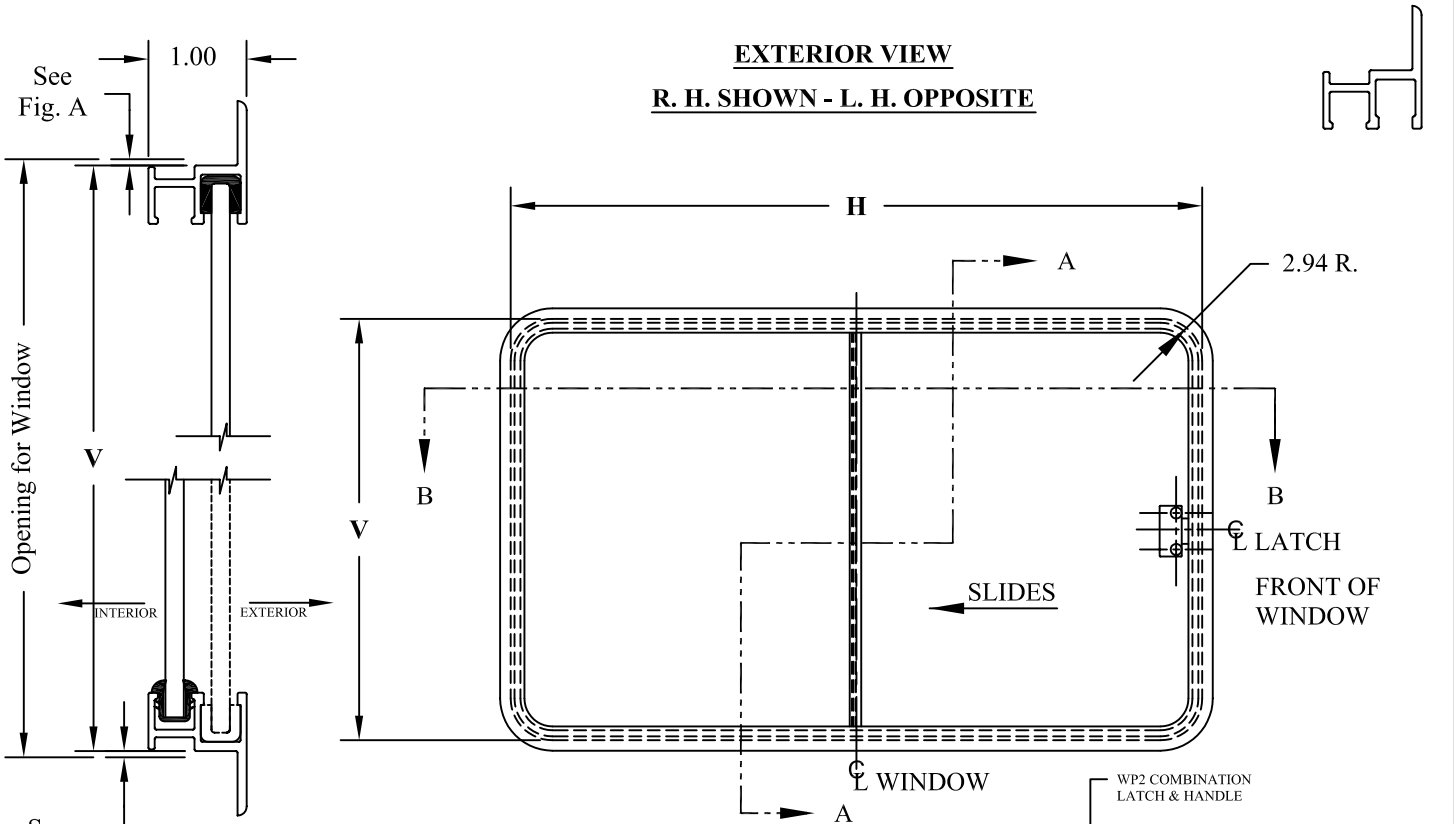 EXTERIOR VIEW
R. H. SHOWN - L. H. OPPOSITE
1.00
See
Fig. A
H
A
2.94 R.
Opening for Window
V
V
B
B
℄ LATCH
FRONT OF
WINDOW
SLIDES
INTERIOR
EXTERIOR
℄ WINDOW
A
WP2 COMBINATION
LATCH & HANDLE